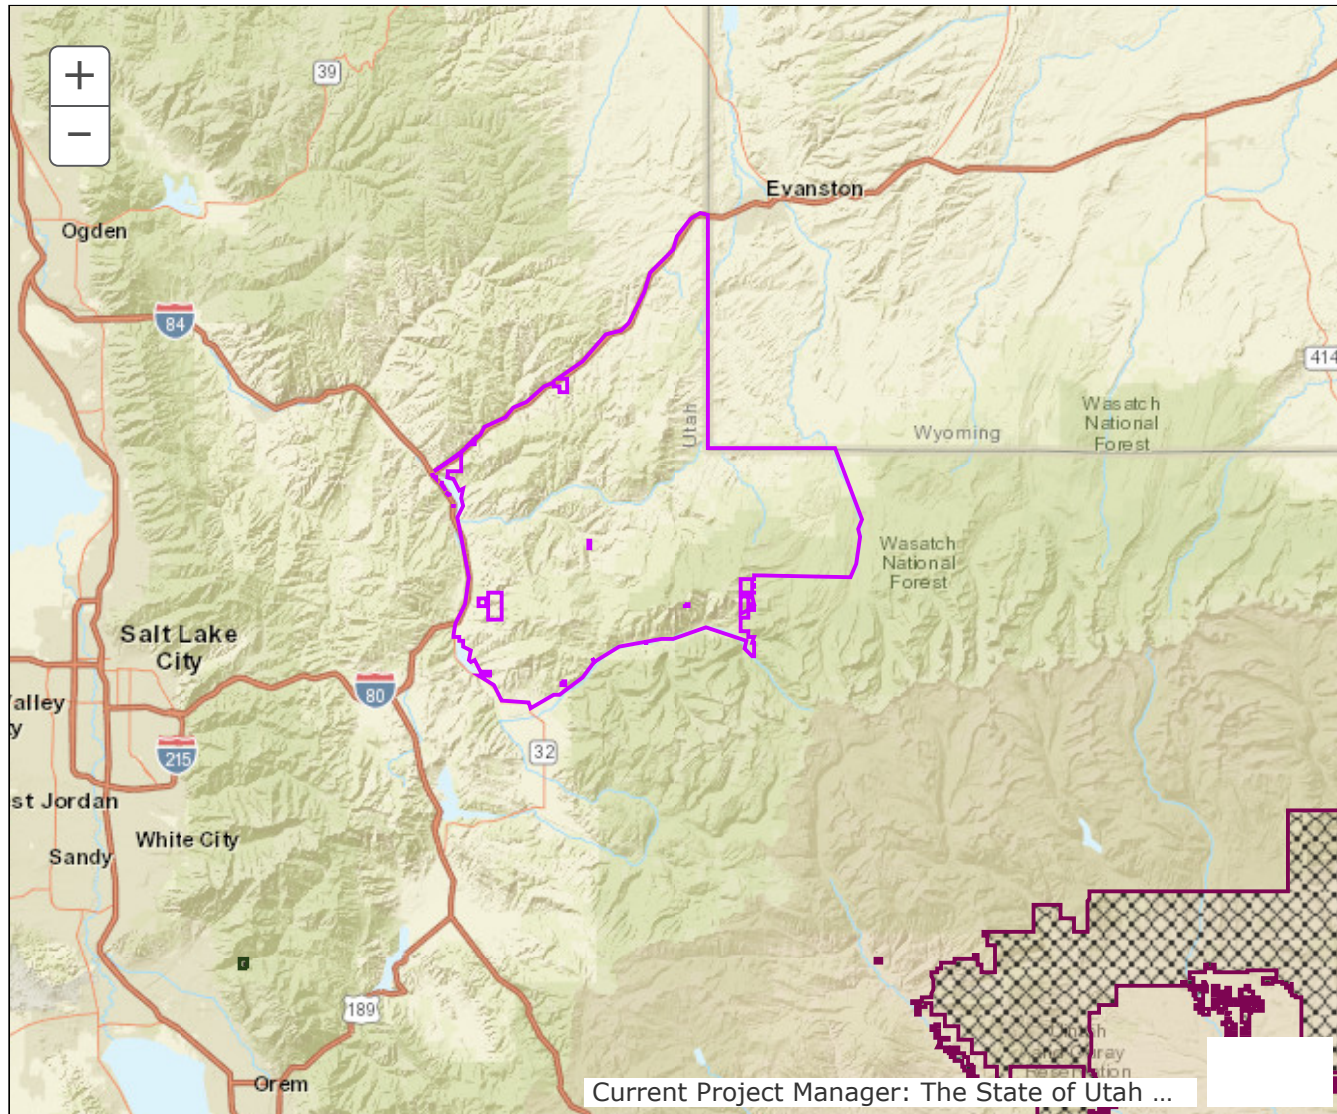 +
39
−
Evanston
Ogden
84
414
Wasatch
National
Forest
Utah
Wyoming
Wasatch
National
Forest
Salt Lake
City
80
alley
y
32
215
st Jordan
White City
Sandy
189
Orem
Current Project Manager: The State of Utah ...